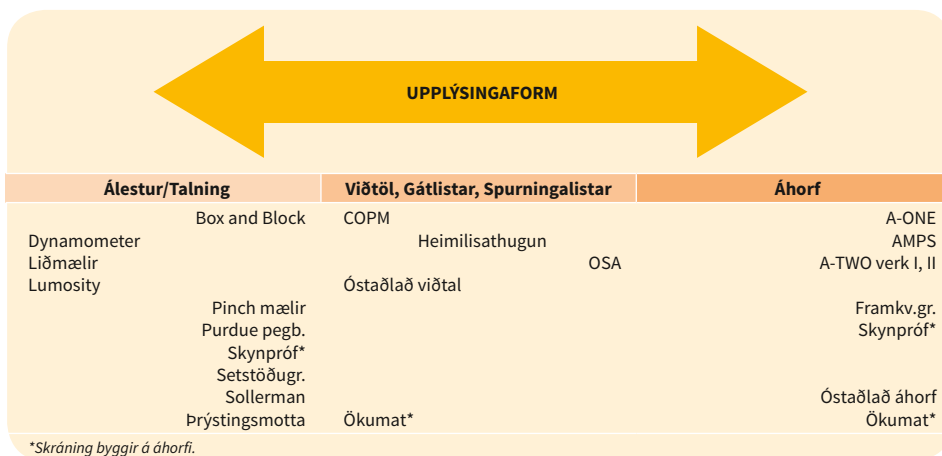 UPPLÝSINGAFORM
Álestur/Talning Viðtöl, Gátlistar, Spurningalistar Áhorf
Box and Block COPM A-ONE
Dynamometer Heimilisathugun AMPS
Liðmælir OSA A-TWO verk I, II
Lumosity Óstaðlað viðtal
Pinch mælir Framkv.gr.
Purdue pegb. Skynpróf*
Skynpróf*
Setstöðugr.
Sollerman Óstaðlað áhorf
Þrýstingsmotta Ökumat* Ökumat*
*Skráning byggir á áhorfi.